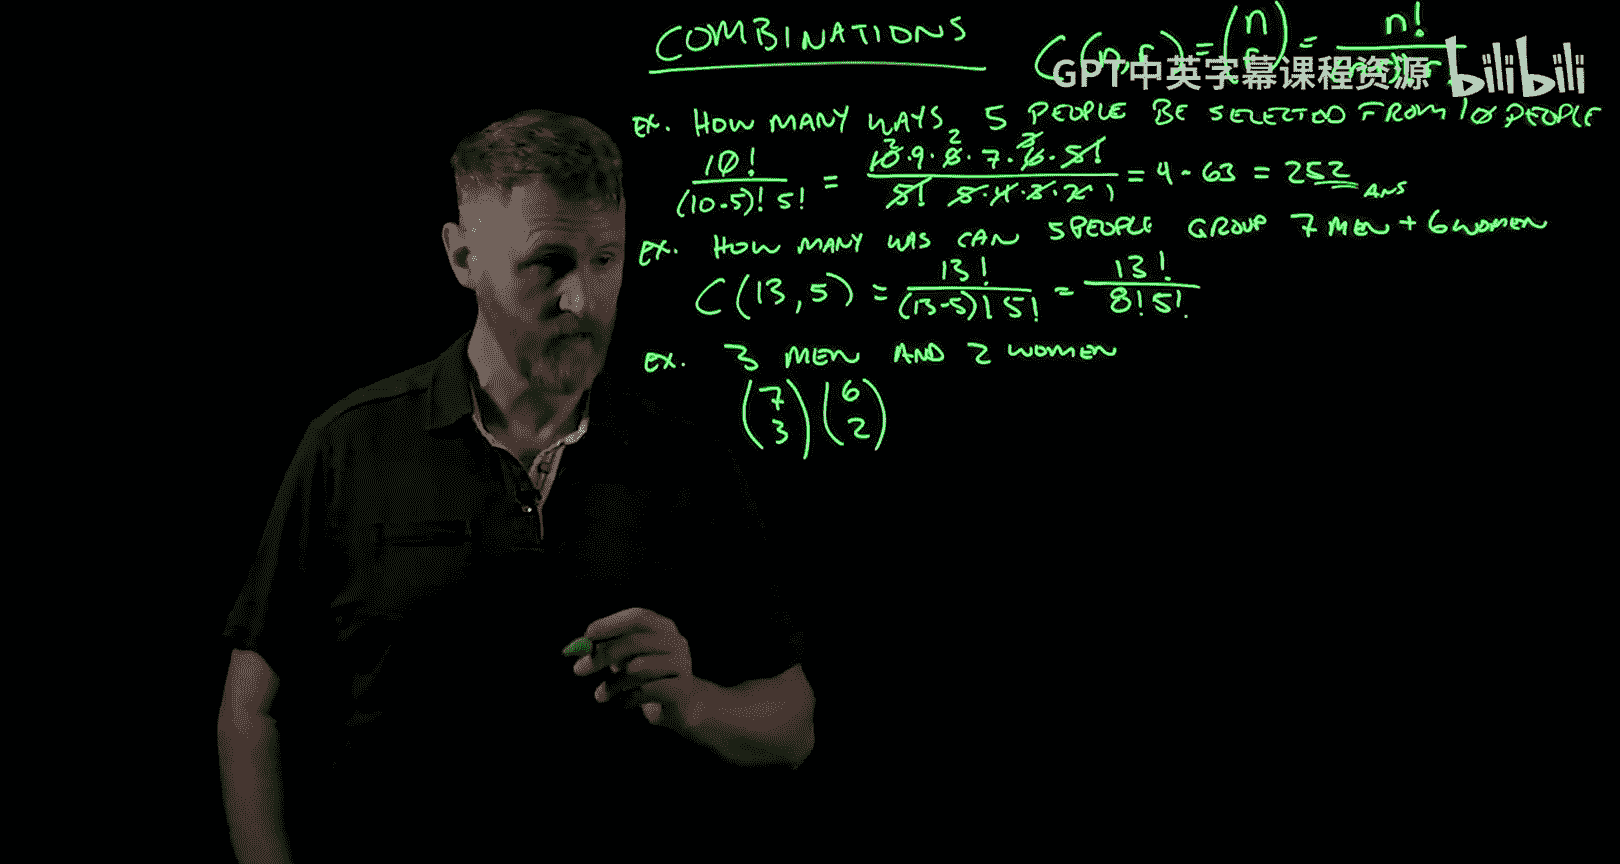 COMBINATIONS C(n,r) = (n r) = n!
GPT中英字幕课程资源 bilibili
EX. HOW MANY WAYS, 5 PEOPLE BE SELECTED FROM 10 PEOPLE
10! / (10-5)! 5! = 10·9·8·7·6·5! / 5! 5·4·3·2·1 = 4·63 = 252 ANS
2 2 2
EX. HOW MANY WAS CAN 5 PEOPLE GROUP 7 MEN + 6 WOMEN
C(13,5) = 13! / (13-5)! 5! = 13! / 8! 5!
EX. 3 MEN AND 2 WOMEN
(7 3) (6 2)